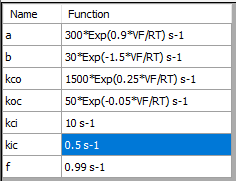 Name Function
a 300*Exp(0.9*VF/RT) s-1
b 30*Exp(-1.5*VF/RT) s-1
kco 1500*Exp(0.25*VF/RT) s-1
koc 50*Exp(-0.05*VF/RT) s-1
kci 10 s-1
kic 0.5 s-1
f 0.99 s-1